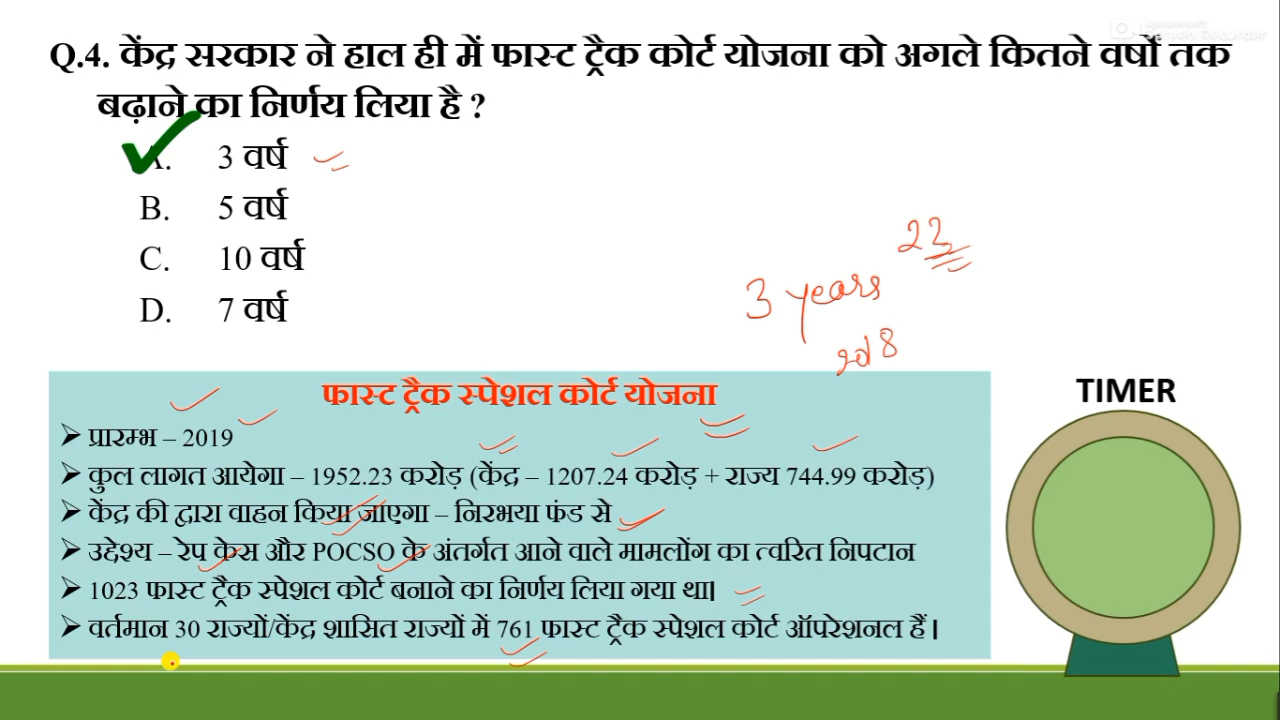 Q.4. केंद्र सरकार ने हाल ही में फास्ट ट्रैक कोर्ट योजना को अगले कितने वर्षों तक
बढ़ाने का निर्णय लिया है ?
A. 3 वर्ष
B. 5 वर्ष
C. 10 वर्ष
D. 7 वर्ष
23
3 years
2018
फास्ट ट्रैक स्पेशल कोर्ट योजना
TIMER
➢ प्रारम्भ – 2019
➢ कुल लागत आयेगा – 1952.23 करोड़ (केंद्र – 1207.24 करोड़ + राज्य 744.99 करोड़)
➢ केंद्र की द्वारा वाहन किया जाएगा – निरभया फंड से
➢ उद्देश्य – रेप केस और POCSO के अंतर्गत आने वाले मामलोंग का त्वरित निपटान
➢ 1023 फास्ट ट्रैक स्पेशल कोर्ट बनाने का निर्णय लिया गया था।
➢ वर्तमान 30 राज्यों/केंद्र शासित राज्यों में 761 फास्ट ट्रैक स्पेशल कोर्ट ऑपरेशनल हैं।
Screen Recorder